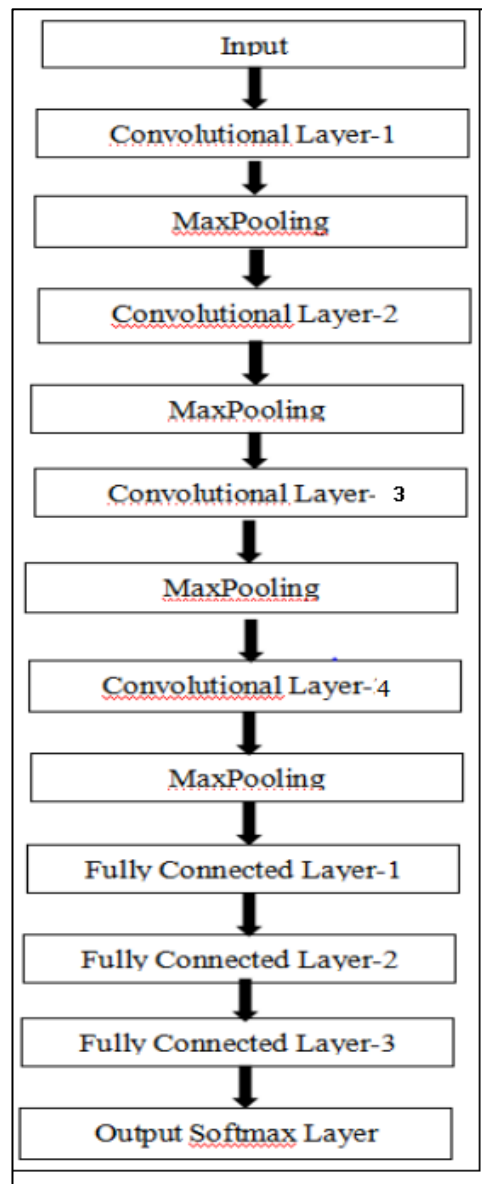 Input
Convolutional Layer-1
MaxPooling
Convolutional Layer-2
MaxPooling
Convolutional Layer- 3
MaxPooling
Convolutional Layer-4
MaxPooling
Fully Connected Layer-1
Fully Connected Layer-2
Fully Connected Layer-3
Output Softmax Layer